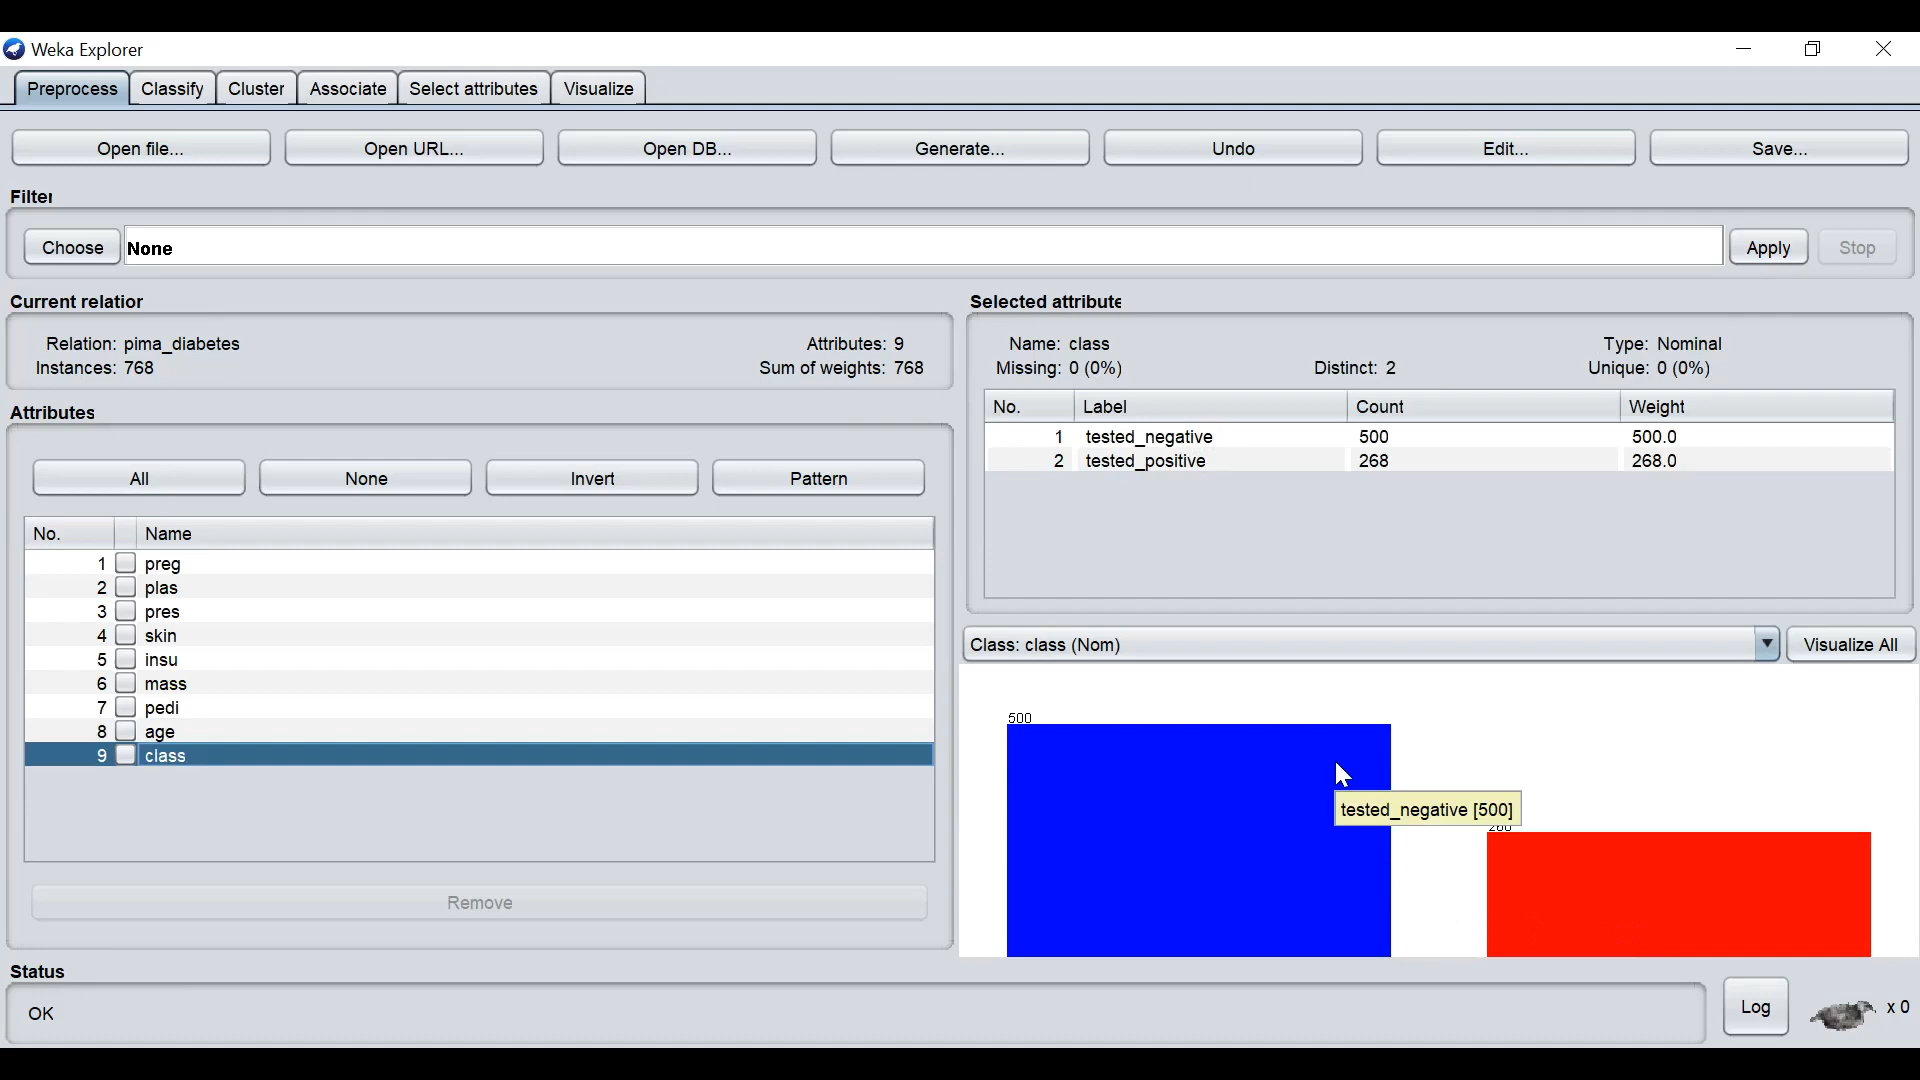 Weka Explorer
Preprocess Classify Cluster Associate Select attributes Visualize
Open file... Open URL... Open DB... Generate... Undo Edit... Save...
Filter
Choose None Apply Stop
Current relation
Relation: pima_diabetes Attributes: 9
Instances: 768 Sum of weights: 768
Selected attribute
Name: class Type: Nominal
Missing: 0 (0%) Distinct: 2 Unique: 0 (0%)
No. Label Count Weight
1 tested_negative 500 500.0
2 tested_positive 268 268.0
Attributes
All None Invert Pattern
No. Name
1 preg
2 plas
3 pres
4 skin
5 insu
6 mass
7 pedi
8 age
9 class
Remove
Class: class (Nom) Visualize All
500
tested_negative [500]
Status
OK
Log x 0